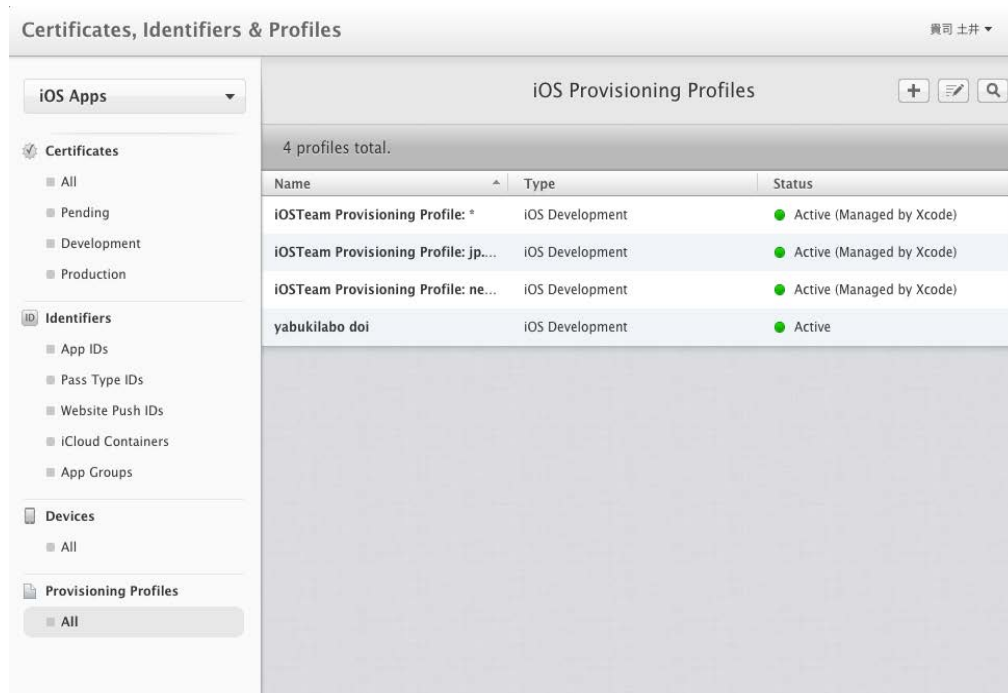 Certificates, Identifiers & Profiles
貴司 土井
iOS Apps
iOS Provisioning Profiles
4 profiles total.
Name Type Status
iOSTeam Provisioning Profile: * iOS Development Active (Managed by Xcode)
iOSTeam Provisioning Profile: jp.... iOS Development Active (Managed by Xcode)
iOSTeam Provisioning Profile: ne... iOS Development Active (Managed by Xcode)
yabukilabo doi iOS Development Active
Certificates
All
Pending
Development
Production
ID Identifiers
App IDs
Pass Type IDs
Website Push IDs
iCloud Containers
App Groups
Devices
All
Provisioning Profiles
All